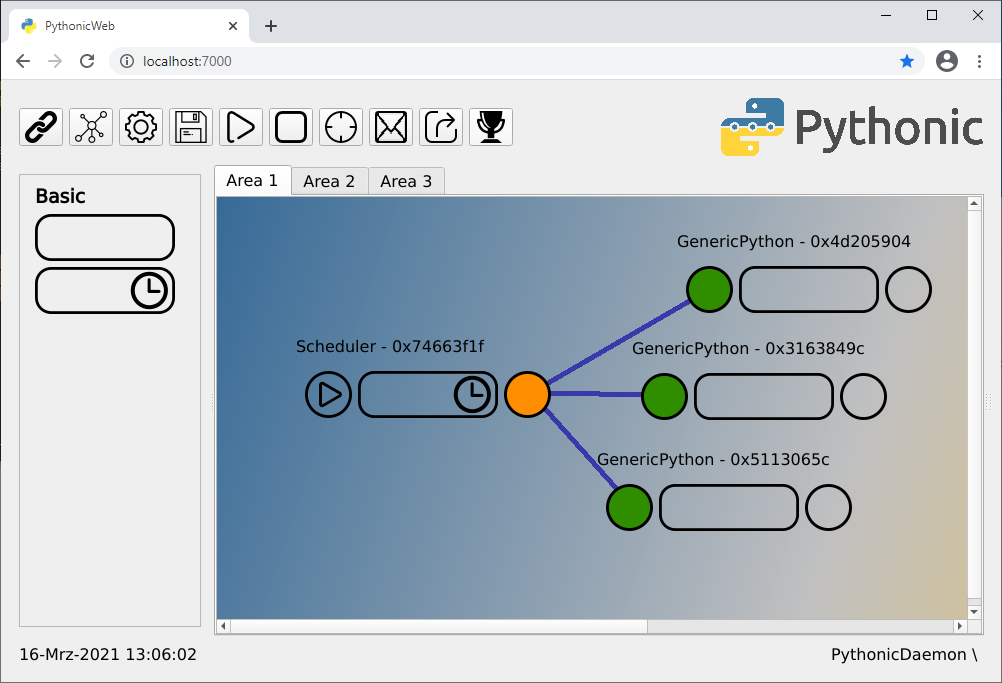 PythonicWeb
localhost:7000
Pythonic
Area 1 Area 2 Area 3
Basic
GenericPython - 0x4d205904
Scheduler - 0x74663f1f
GenericPython - 0x3163849c
GenericPython - 0x5113065c
16-Mrz-2021 13:06:02
PythonicDaemon \